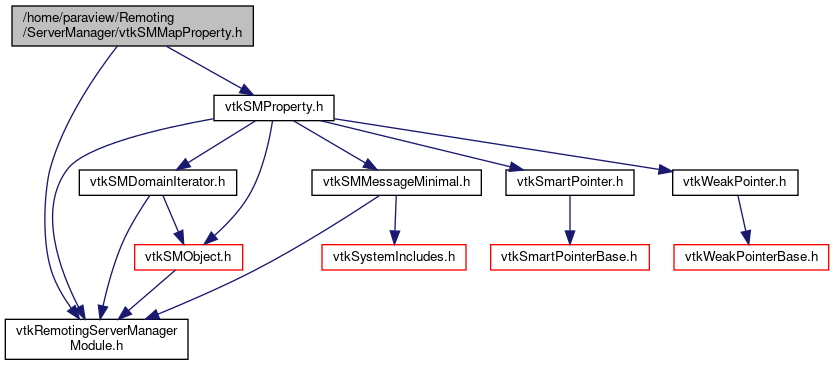 /home/paraview/Remoting
/ServerManager/vtkSMMapProperty.h
vtkSMProperty.h
vtkSMDomainIterator.h
vtkSMMessageMinimal.h
vtkSmartPointer.h
vtkWeakPointer.h
vtkSMObject.h
vtkSystemIncludes.h
vtkSmartPointerBase.h
vtkWeakPointerBase.h
vtkRemotingServerManager
Module.h